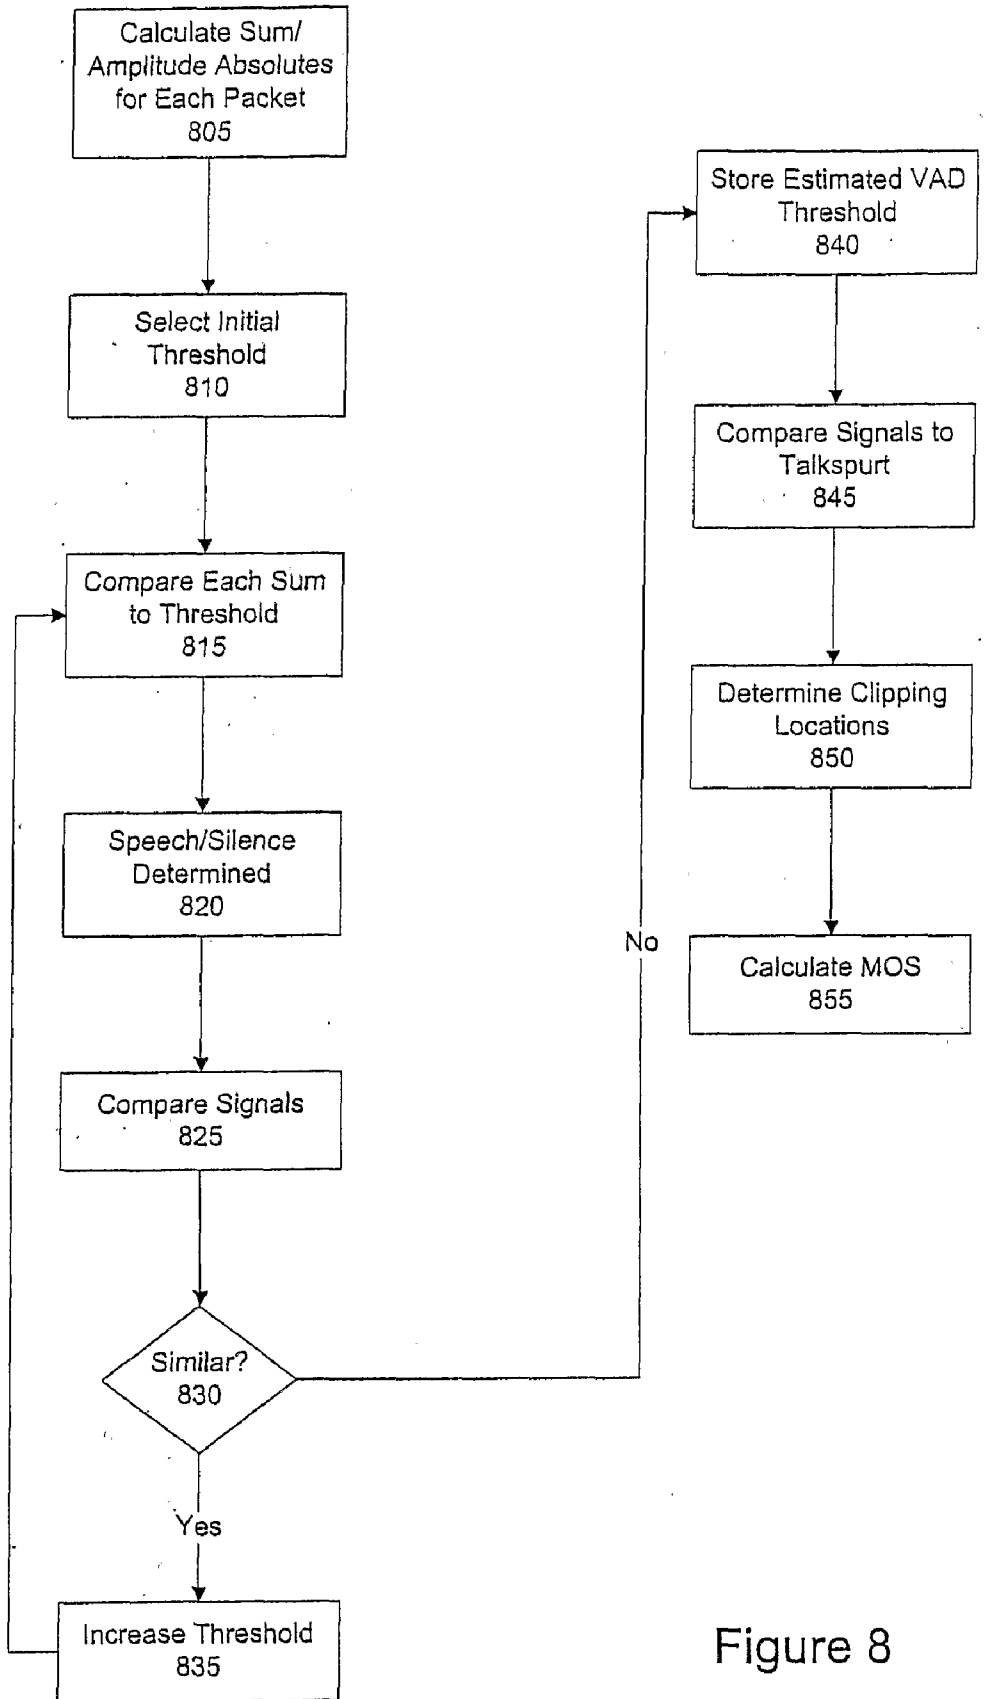 Calculate Sum/
Amplitude Absolutes
for Each Packet
805
Select Initial
Threshold
810
Compare Each Sum
to Threshold
815
Speech/Silence
Determined
820
Compare Signals
825
Similar?
830
Yes
Increase Threshold
835
No
Store Estimated VAD
Threshold
840
Compare Signals to
Talkspurt
845
Determine Clipping
Locations
850
Calculate MOS
855
Figure 8